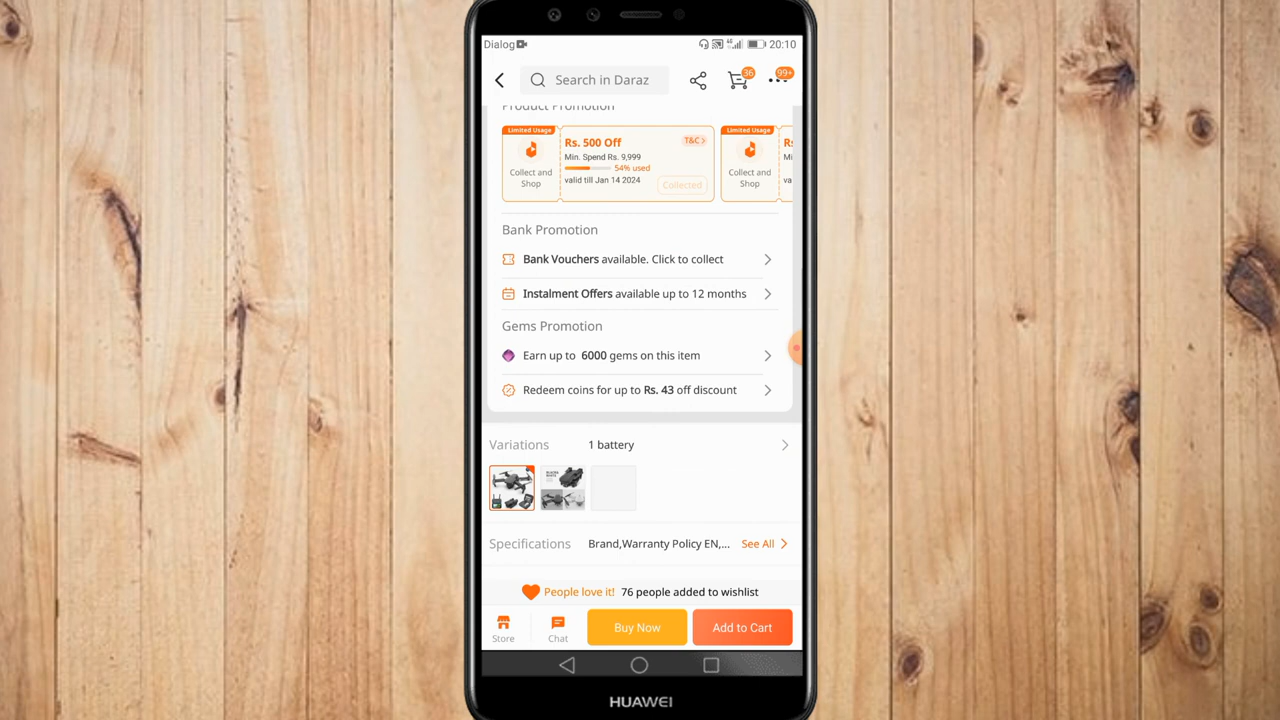 Dialog
20:10
Search in Daraz
36
99+
Product Promotion
Limited Usage
Collect and
Shop
Rs. 500 Off
T&C >
Min. Spend Rs. 9,999
54% used
valid till Jan 14 2024
Collected
Limited Usage
Collect and
Shop
Rs
Mi
va
Bank Promotion
Bank Vouchers available. Click to collect
Instalment Offers available up to 12 months
Gems Promotion
Earn up to 6000 gems on this item
Redeem coins for up to Rs. 43 off discount
Variations 1 battery
Specifications Brand,Warranty Policy EN,... See All
People love it! 76 people added to wishlist
Store
Chat
Buy Now
Add to Cart
HUAWEI